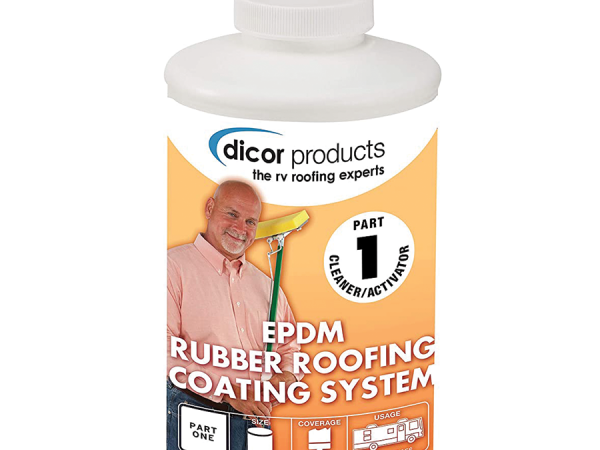 dicor products
the rv roofing experts
PART
1
CLEANER/ACTIVATOR
EPDM
RUBBER ROOFING
COATING SYSTEM
PART
ONE
SIZE
COVERAGE
USAGE